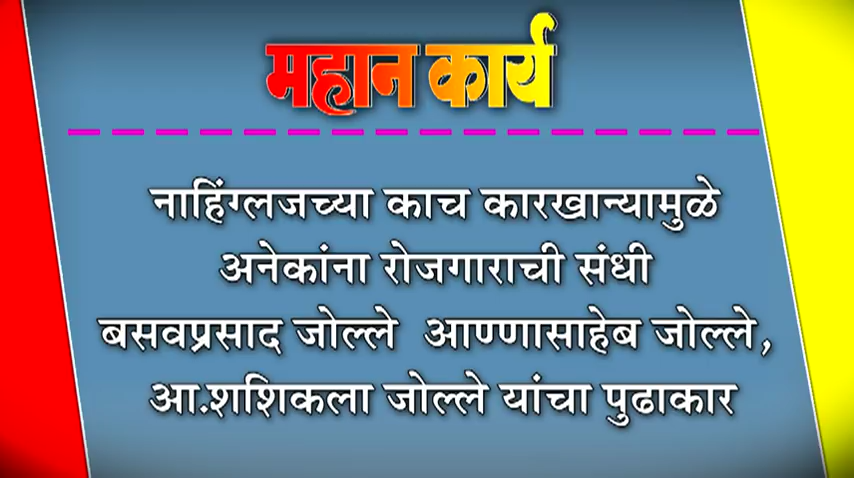 महान कार्य
नाहिंग्लजच्या काच कारखान्यामुळे
अनेकांना रोजगाराची संधी
बसवप्रसाद जोल्ले आण्णासाहेब जोल्ले,
आ.शशिकला जोल्ले यांचा पुढाकार